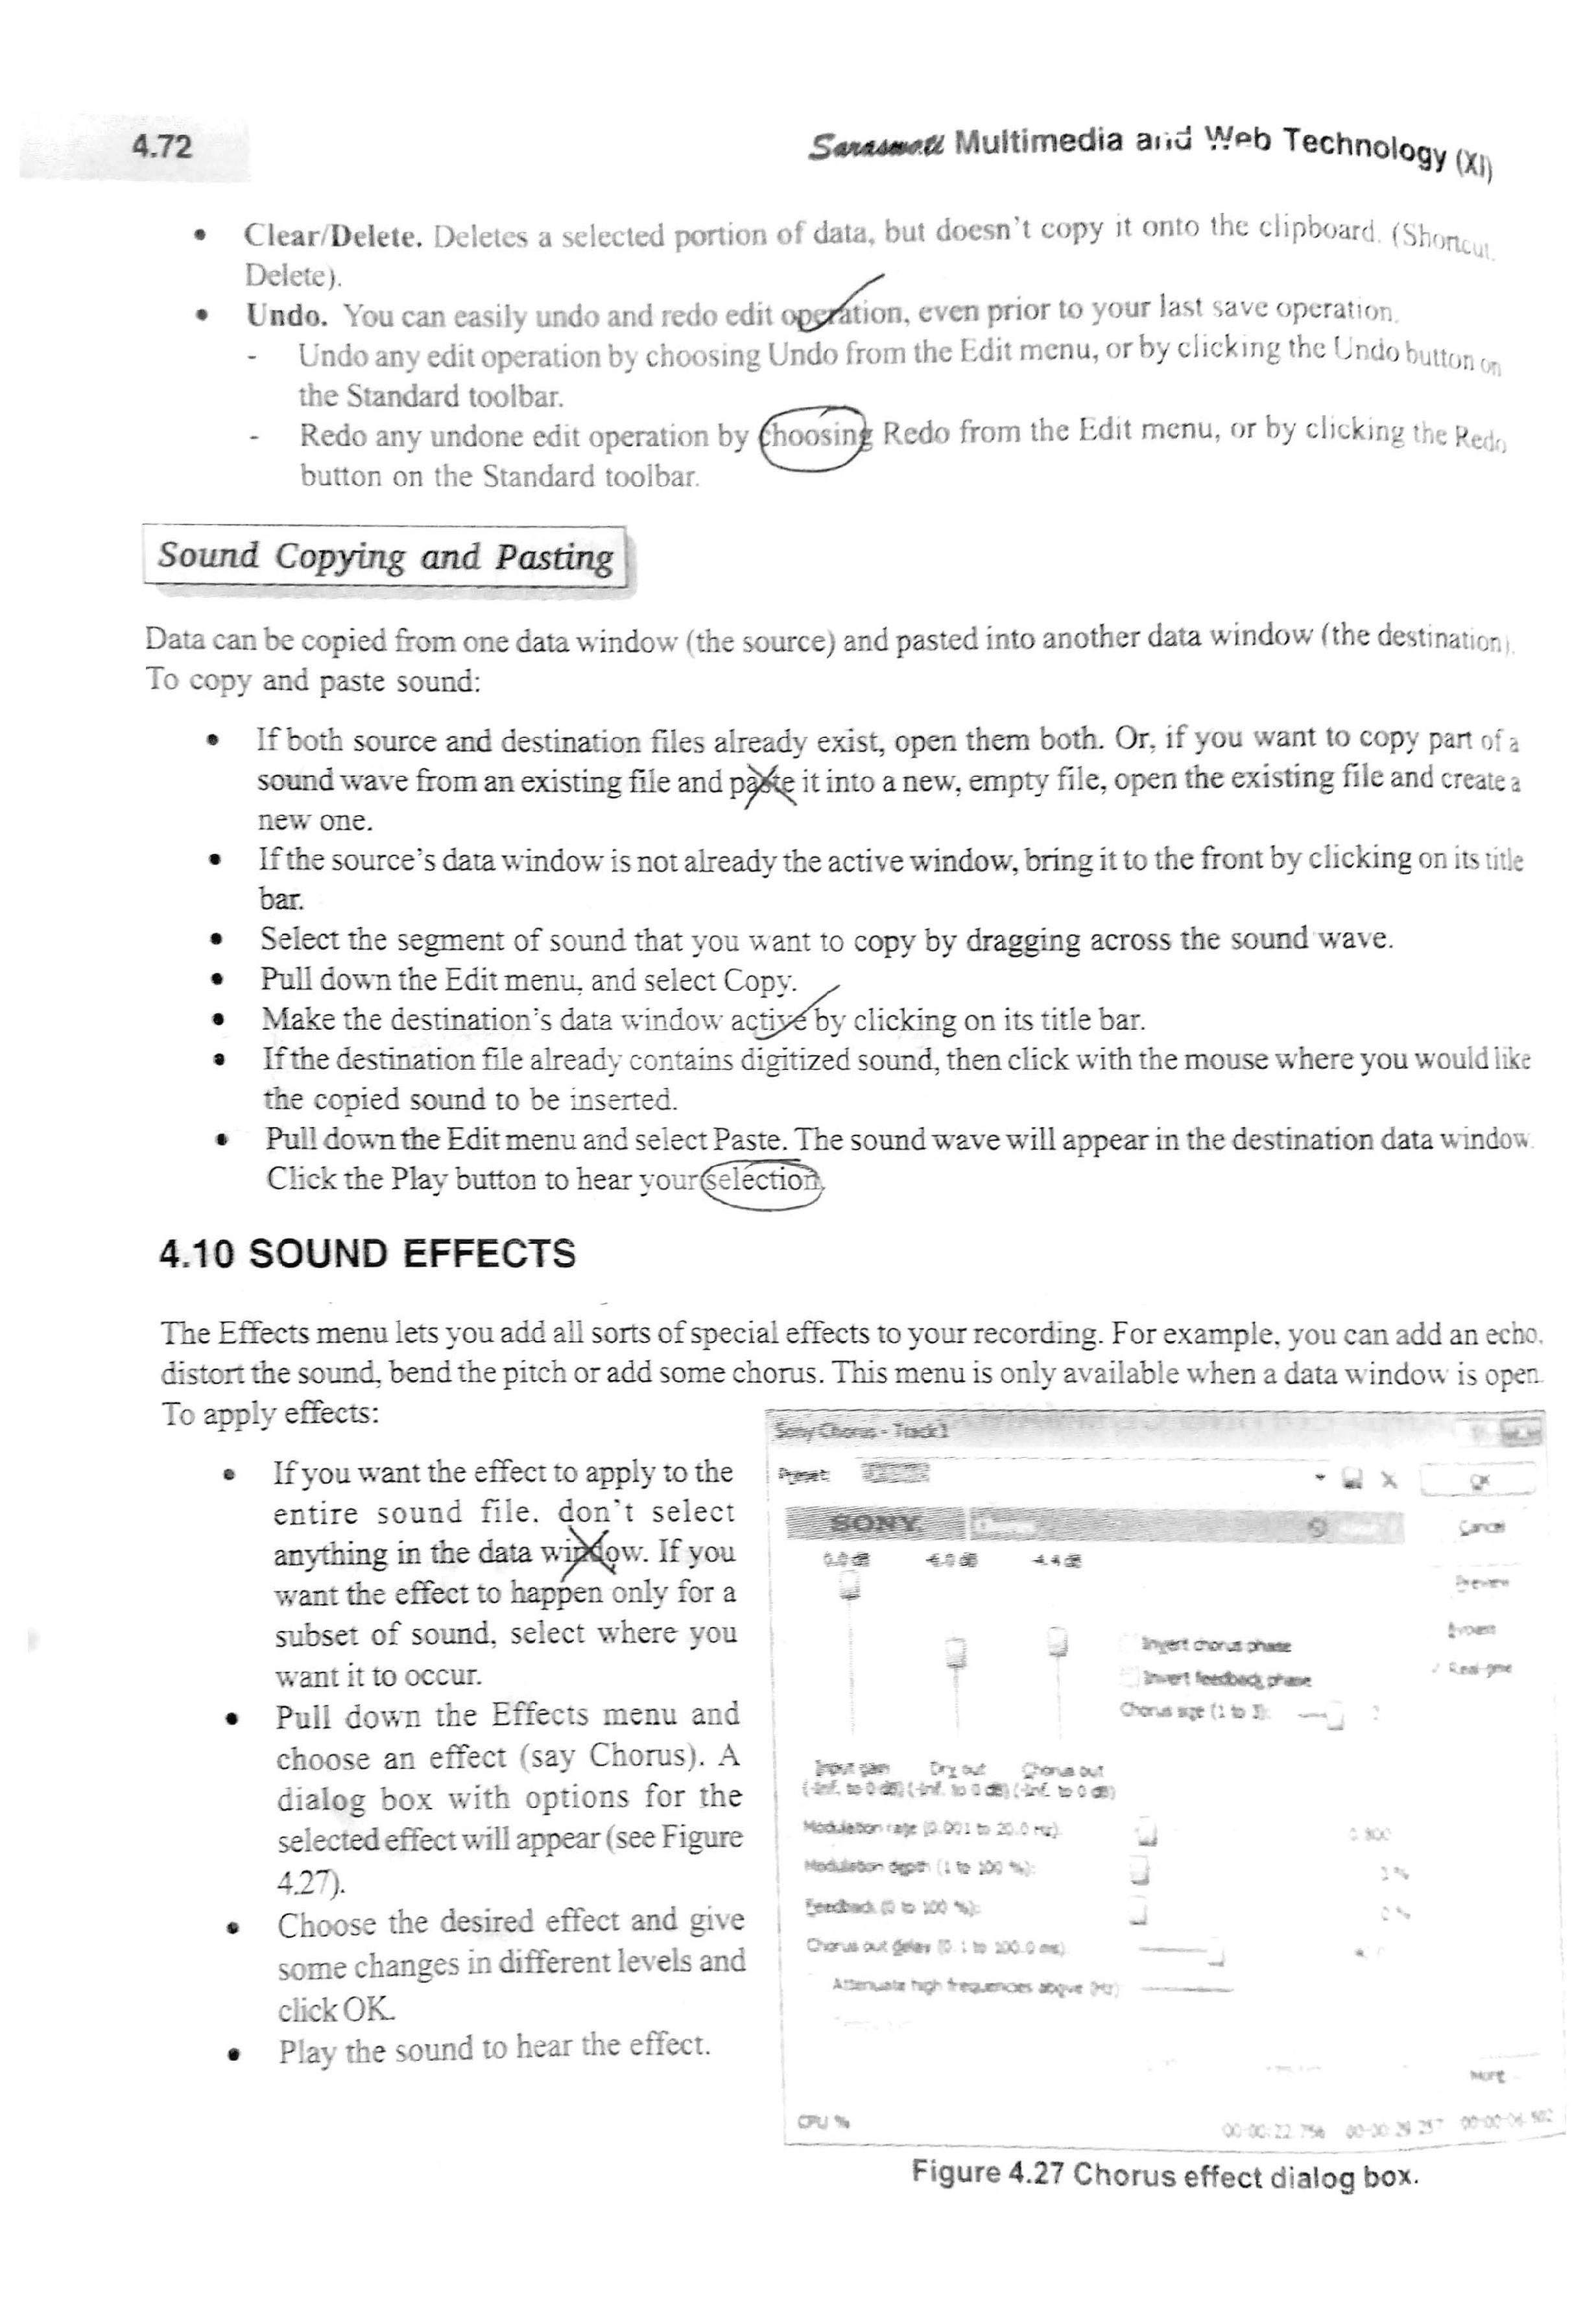 4.72
Saraswati Multimedia and Web Technology (XI)
• Clear/Delete. Deletes a selected portion of data, but doesn't copy it onto the clipboard. (Shortcut.
Delete).
• Undo. You can easily undo and redo edit operation, even prior to your last save operation.
- Undo any edit operation by choosing Undo from the Edit menu, or by clicking the Undo button on
the Standard toolbar.
- Redo any undone edit operation by choosing Redo from the Edit menu, or by clicking the Redo
button on the Standard toolbar.
Sound Copying and Pasting
Data can be copied from one data window (the source) and pasted into another data window (the destination).
To copy and paste sound:
• If both source and destination files already exist, open them both. Or, if you want to copy part of a
sound wave from an existing file and paste it into a new, empty file, open the existing file and create a
new one.
• If the source's data window is not already the active window, bring it to the front by clicking on its title
bar.
• Select the segment of sound that you want to copy by dragging across the sound wave.
• Pull down the Edit menu, and select Copy.
• Make the destination's data window active by clicking on its title bar.
• If the destination file already contains digitized sound, then click with the mouse where you would like
the copied sound to be inserted.
• Pull down the Edit menu and select Paste. The sound wave will appear in the destination data window.
Click the Play button to hear your selection.
4.10 SOUND EFFECTS
The Effects menu lets you add all sorts of special effects to your recording. For example, you can add an echo,
distort the sound, bend the pitch or add some chorus. This menu is only available when a data window is open.
To apply effects:
• If you want the effect to apply to the
entire sound file, don't select
anything in the data window. If you
want the effect to happen only for a
subset of sound, select where you
want it to occur.
• Pull down the Effects menu and
choose an effect (say Chorus). A
dialog box with options for the
selected effect will appear (see Figure
4.27).
• Choose the desired effect and give
some changes in different levels and
click OK.
• Play the sound to hear the effect.
Sony Chorus - Track1
Preset:
OK
SONY
Chorus
Cancel
0.0 dB -6.0 dB -4.4 dB
Preview
Bypass
Invert chorus phase
Real-time
Invert feedback phase
Chorus size (1 to 3):
Input gain Dry out Chorus out
(-Inf. to 0 dB) (-Inf. to 0 dB) (-Inf. to 0 dB)
Modulation rate (0.001 to 20.0 Hz):
Modulation depth (1 to 100 %):
Feedback (0 to 100 %):
Chorus out delay (0.1 to 100.0 ms):
Attenuate high frequencies above (Hz):
More
CPU %
00:00:22.756 00:00:29.257 00:00:06.502
Figure 4.27 Chorus effect dialog box.